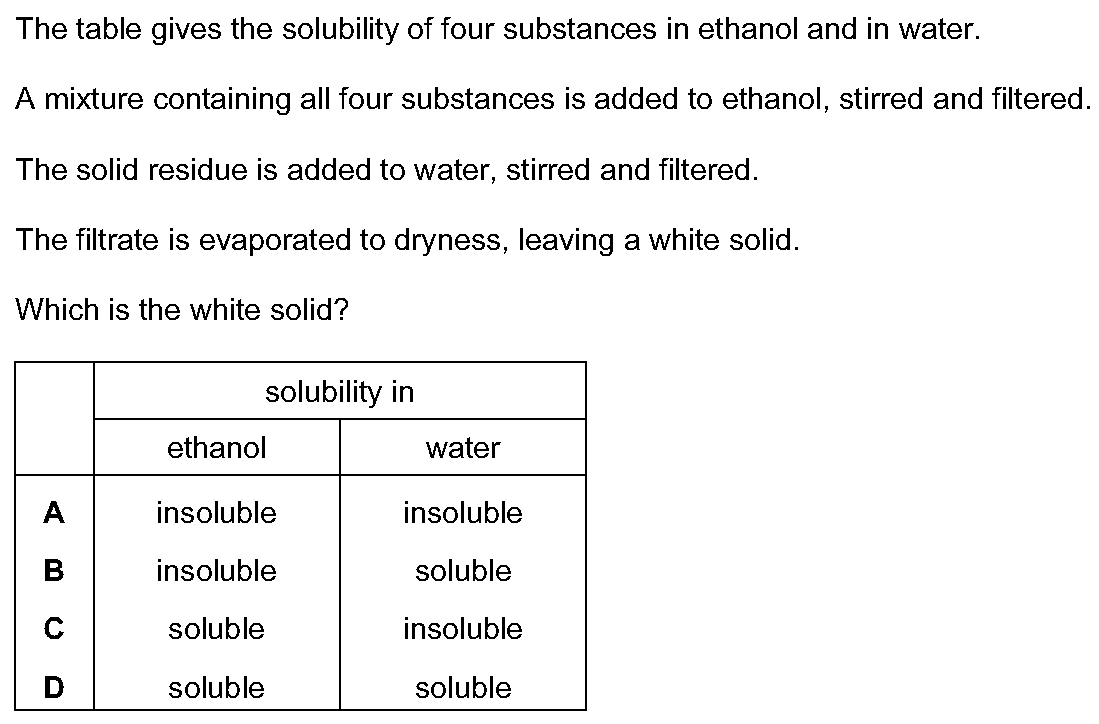 The table gives the solubility of four substances in ethanol and in water.
A mixture containing all four substances is added to ethanol, stirred and filtered.
The solid residue is added to water, stirred and filtered.
The filtrate is evaporated to dryness, leaving a white solid.
Which is the white solid?
solubility in
ethanol water
A insoluble insoluble
B insoluble soluble
C soluble insoluble
D soluble soluble